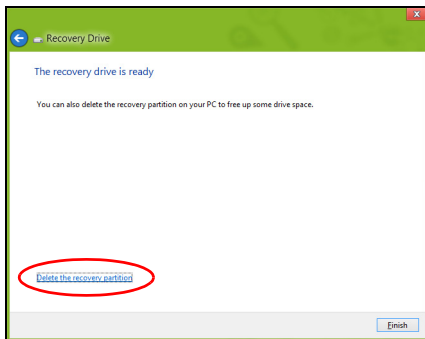 x
Recovery Drive
The recovery drive is ready
You can also delete the recovery partition on your PC to free up some drive space.
Delete the recovery partition
Finish